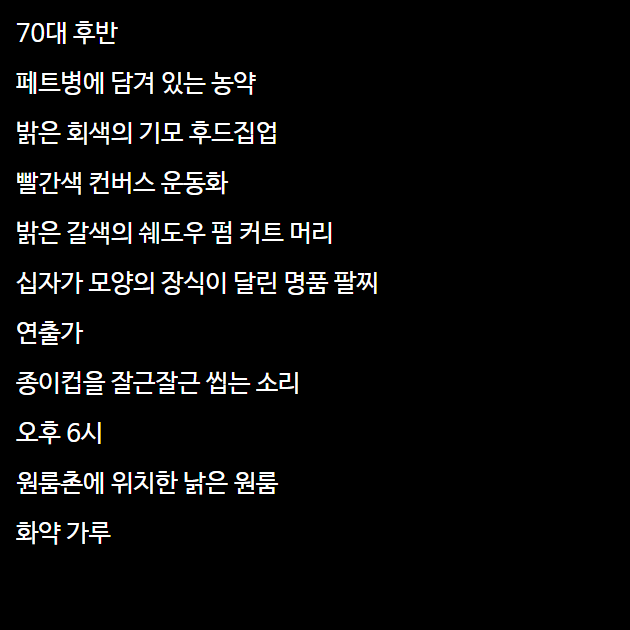 70대 후반
페트병에 담겨 있는 농약
밝은 회색의 기모 후드집업
빨간색 컨버스 운동화
밝은 갈색의 쉐도우 펌 커트 머리
십자가 모양의 장식이 달린 명품 팔찌
연출가
종이컵을 잘근잘근 씹는 소리
오후 6시
원룸촌에 위치한 낡은 원룸
화약 가루